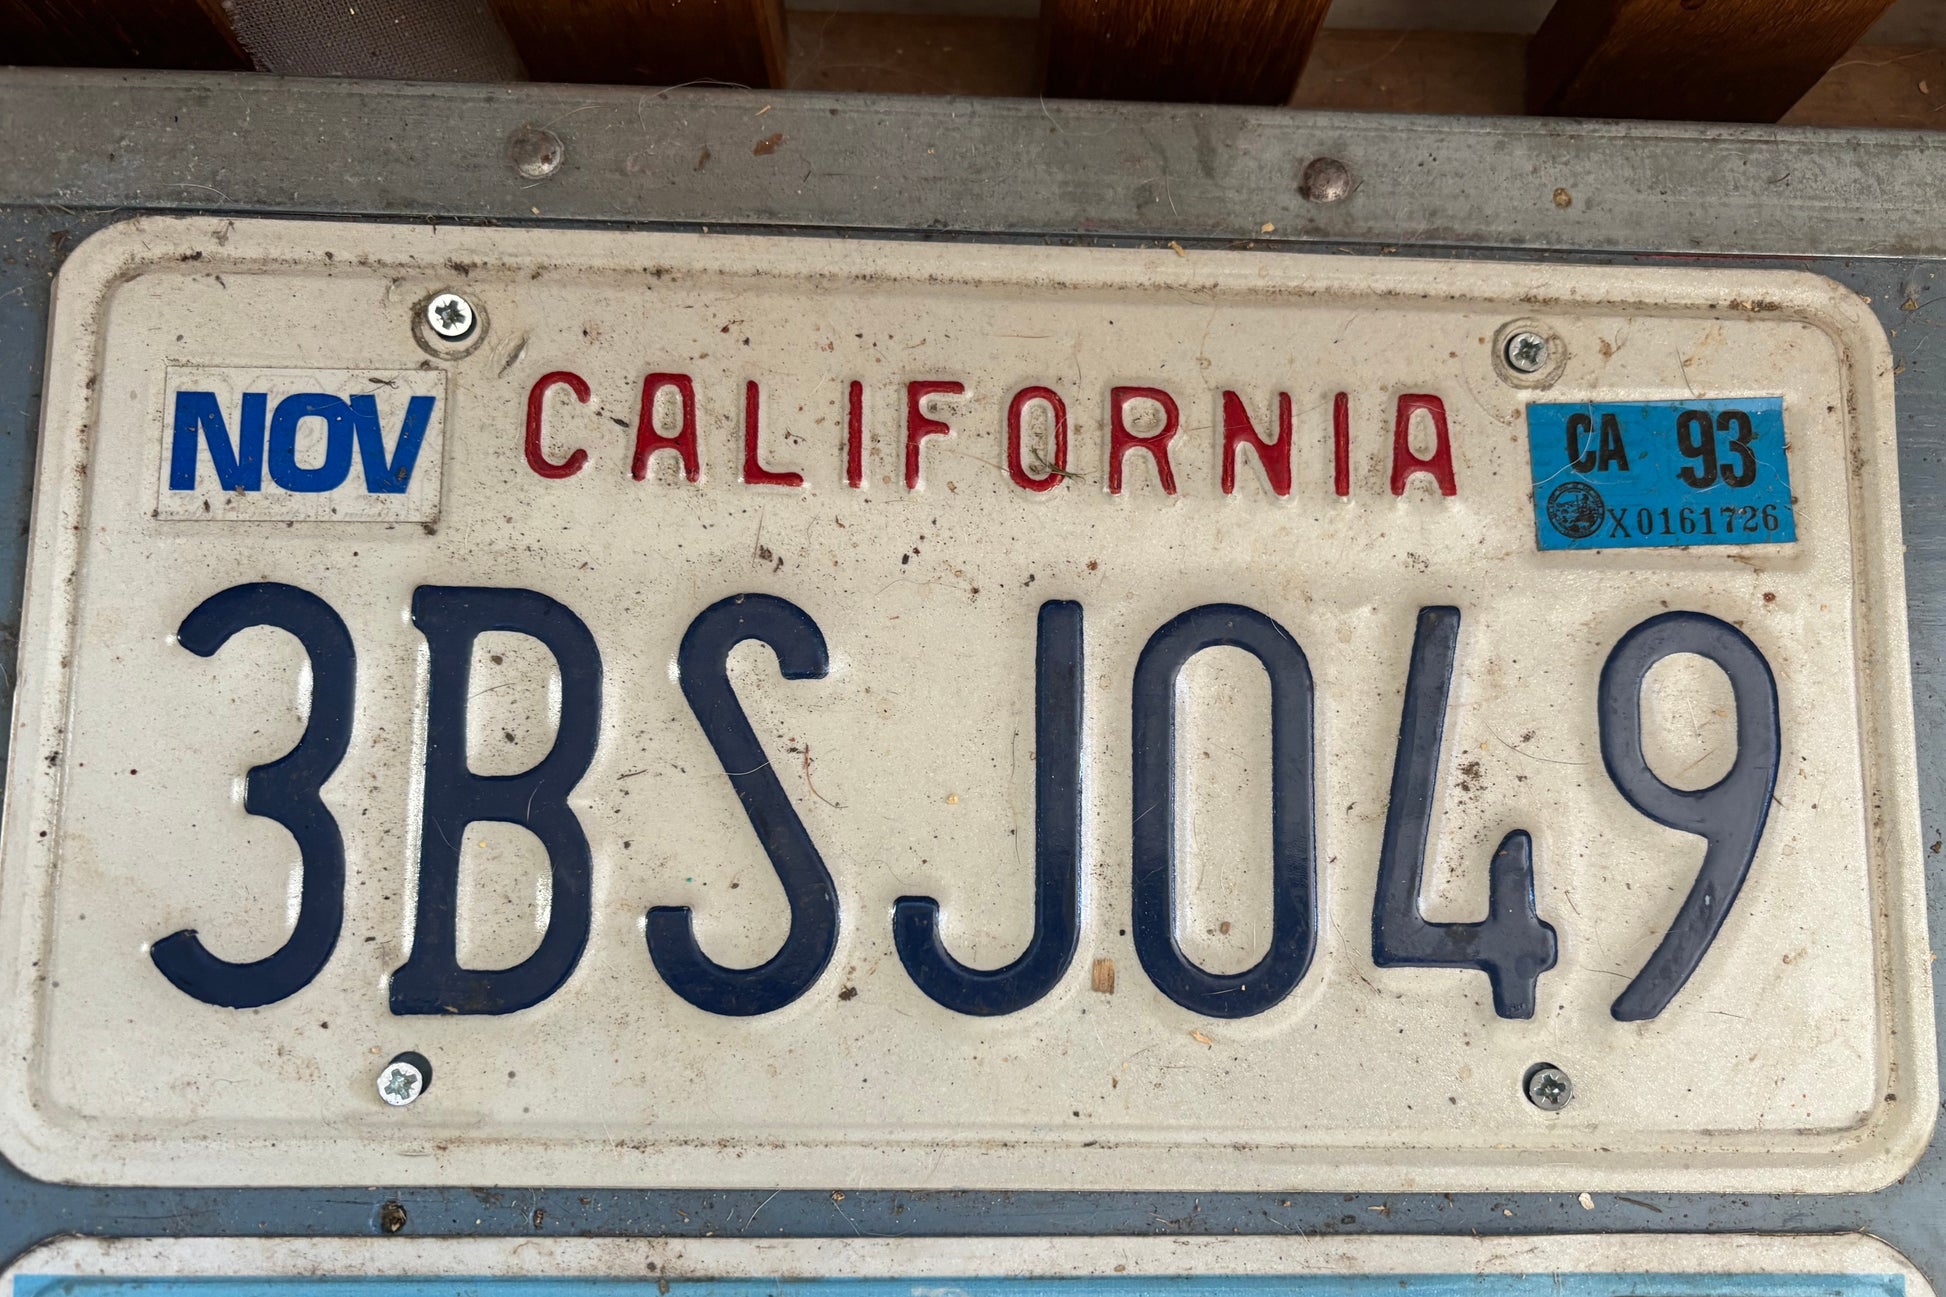 NOV
CALIFORNIA
CA 93
X0161726
3BSJ049